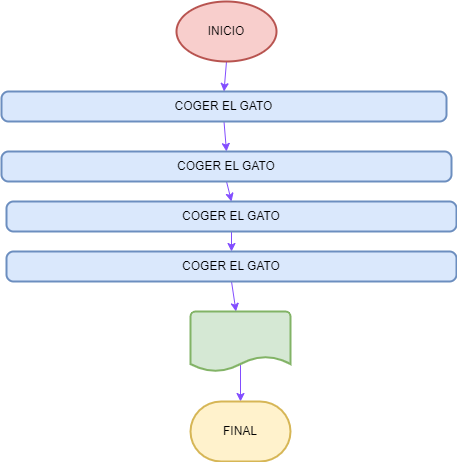 INICIO
COGER EL GATO
COGER EL GATO
COGER EL GATO
COGER EL GATO
FINAL